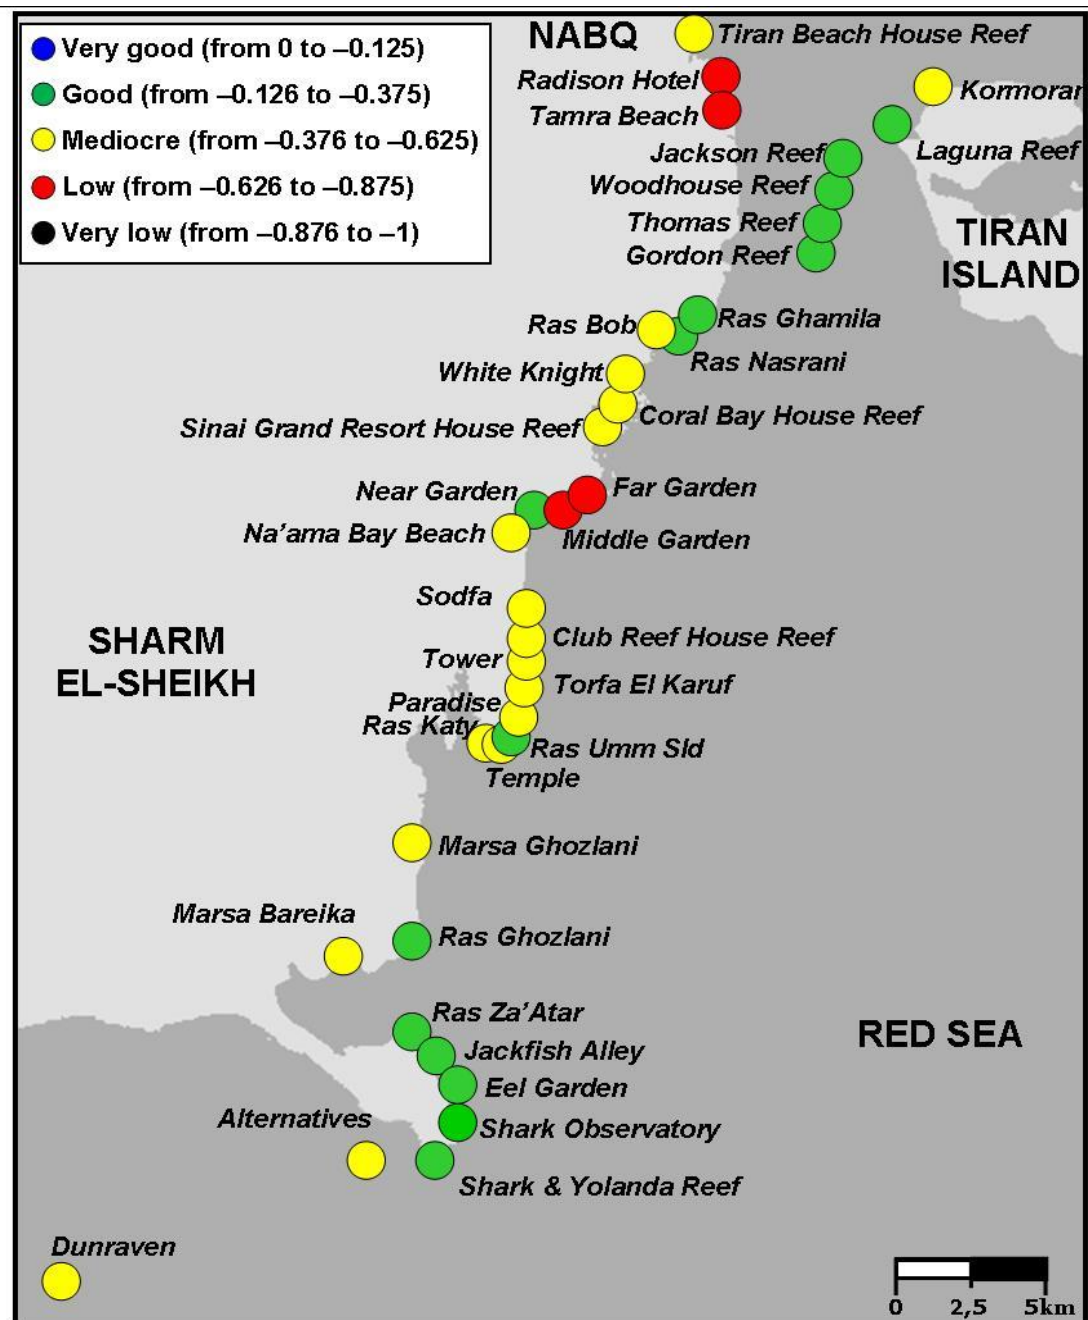 Very good (from 0 to –0.125)
Good (from –0.126 to –0.375)
Mediocre (from –0.376 to –0.625)
Low (from –0.626 to –0.875)
Very low (from –0.876 to –1)
NABQ
Tiran Beach House Reef
Radison Hotel
Tamra Beach
Kormoran
Laguna Reef
Jackson Reef
Woodhouse Reef
Thomas Reef
Gordon Reef
TIRAN
ISLAND
Ras Bob
Ras Ghamila
Ras Nasrani
White Knight
Coral Bay House Reef
Sinai Grand Resort House Reef
Near Garden
Far Garden
Na'ama Bay Beach
Middle Garden
Sodfa
SHARM
EL-SHEIKH
Club Reef House Reef
Tower
Torfa El Karuf
Paradise
Ras Katy
Ras Umm SId
Temple
Marsa Ghozlani
Marsa Bareika
Ras Ghozlani
Ras Za'Atar
RED SEA
Jackfish Alley
Eel Garden
Alternatives
Shark Observatory
Shark & Yolanda Reef
Dunraven
0 2,5 5km